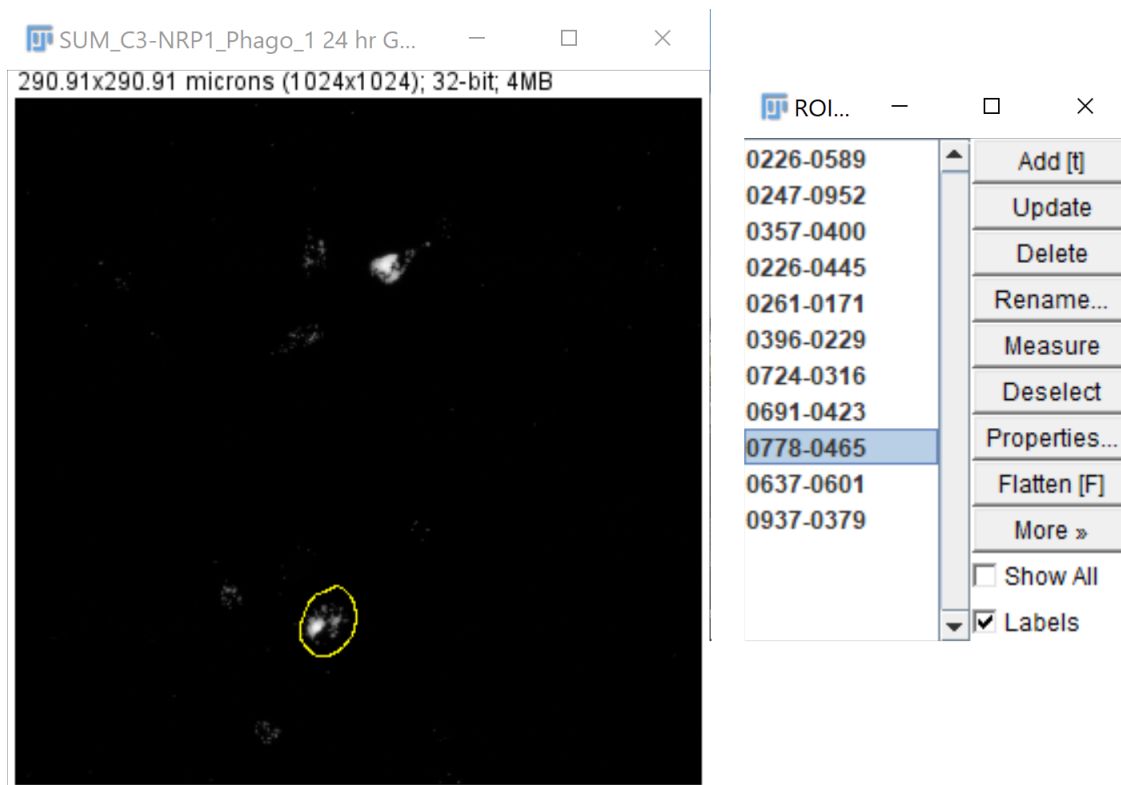 SUM_C3-NRP1_Phago_1 24 hr G...
290.91x290.91 microns (1024x1024); 32-bit; 4MB
ROI...
0226-0589
0247-0952
0357-0400
0226-0445
0261-0171
0396-0229
0724-0316
0691-0423
0778-0465
0637-0601
0937-0379
Add [t]
Update
Delete
Rename...
Measure
Deselect
Properties...
Flatten [F]
More »
Show All
Labels